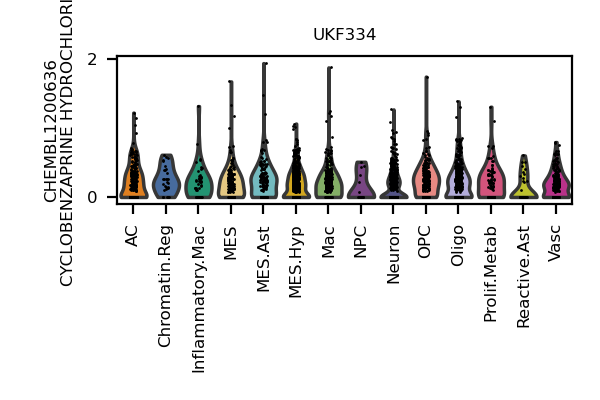 UKF334
CHEMBL1200636
CYCLOBENZAPRINE HYDROCHLORI
2
0
AC
Chromatin.Reg
Inflammatory.Mac
MES
MES.Ast
MES.Hyp
Mac
NPC
Neuron
OPC
Oligo
Prolif.Metab
Reactive.Ast
Vasc